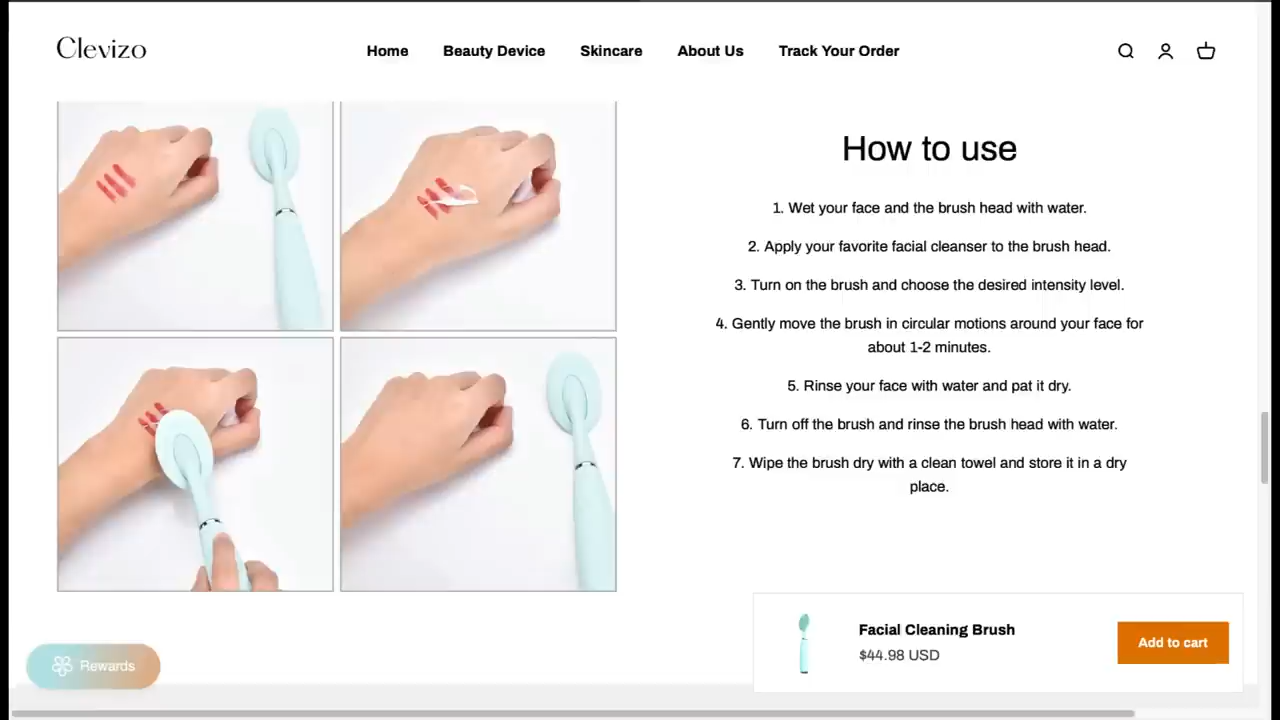 Clevizo
Home
Beauty Device
Skincare
About Us
Track Your Order
How to use
1. Wet your face and the brush head with water.
2. Apply your favorite facial cleanser to the brush head.
3. Turn on the brush and choose the desired intensity level.
4. Gently move the brush in circular motions around your face for
about 1-2 minutes.
5. Rinse your face with water and pat it dry.
6. Turn off the brush and rinse the brush head with water.
7. Wipe the brush dry with a clean towel and store it in a dry
place.
Facial Cleaning Brush
$44.98 USD
Add to cart
Rewards